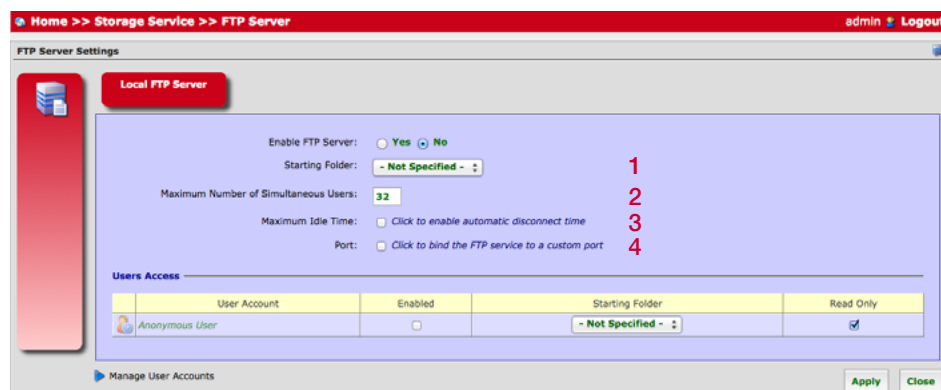 Home >> Storage Service >> FTP Server admin Logout
FTP Server Settings
Local FTP Server
Enable FTP Server: Yes No
Starting Folder: - Not Specified - 1
Maximum Number of Simultaneous Users: 32 2
Maximum Idle Time: Click to enable automatic disconnect time 3
Port: Click to bind the FTP service to a custom port 4
Users Access
User Account Enabled Starting Folder Read Only
Anonymous User - Not Specified -
Manage User Accounts
Apply Close